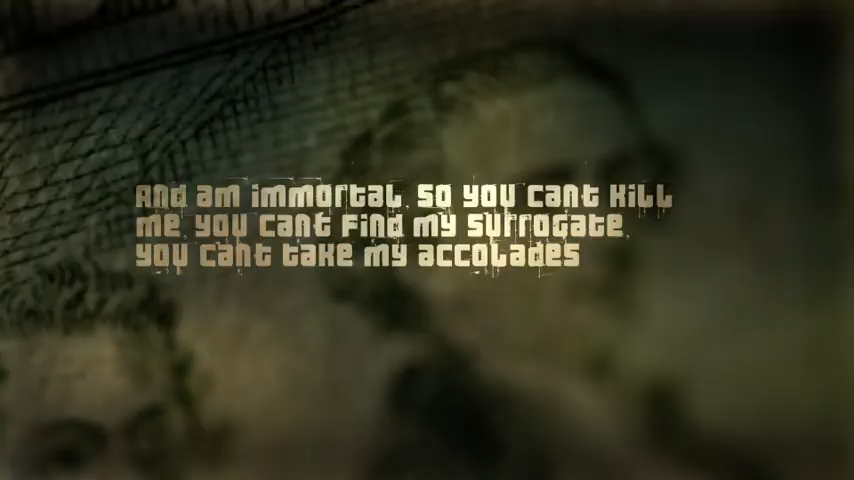 And am immortal, so you cant kill
me you cant find my surrogate
you cant take my accolades